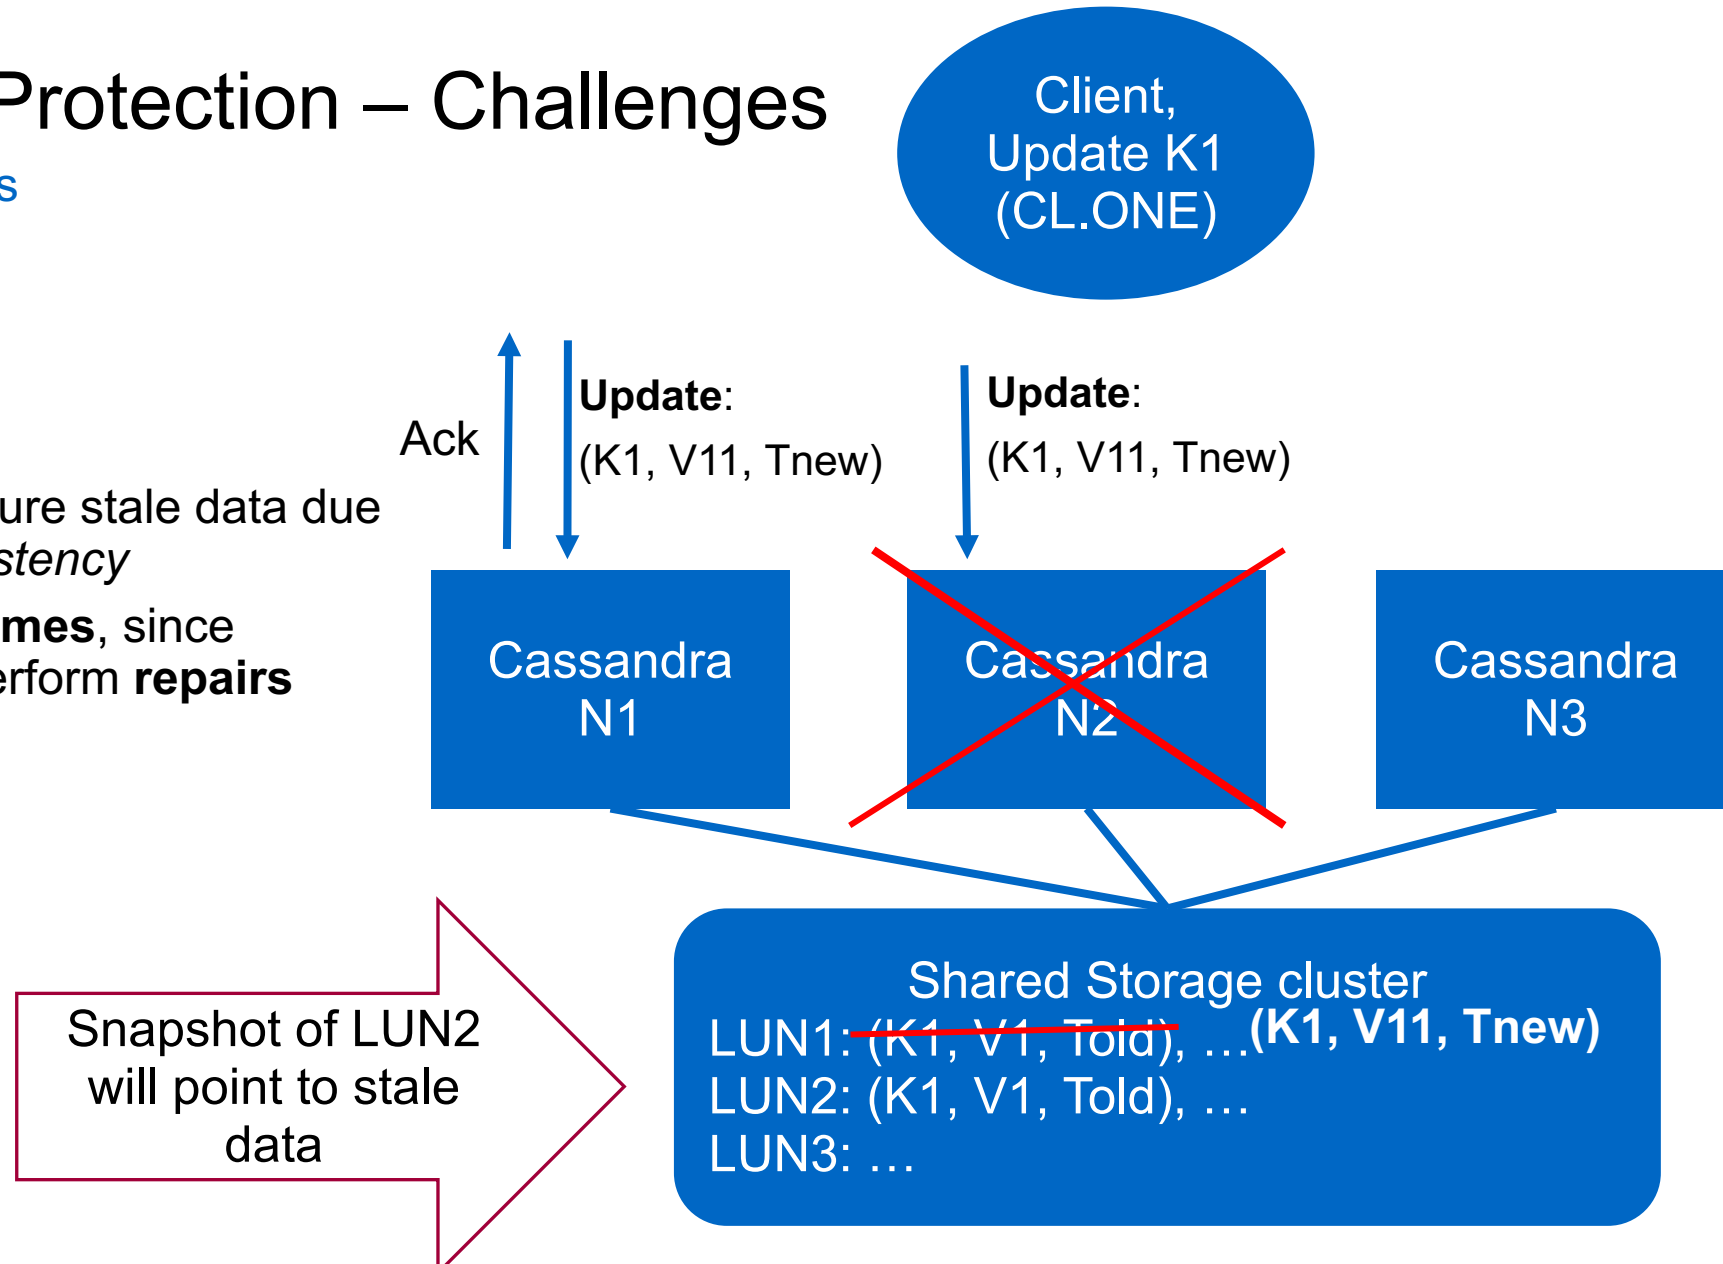 Protection – Challenges
s
Client,
Update K1
(CL.ONE)
Ack
Update:
(K1, V11, Tnew)
Update:
(K1, V11, Tnew)
ure stale data due
stency
mes, since
erform repairs
Cassandra
N1
Cassandra
N2
Cassandra
N3
Snapshot of LUN2
will point to stale
data
Shared Storage cluster
LUN1: (K1, V1, Told), …(K1, V11, Tnew)
LUN2: (K1, V1, Told), …
LUN3: …